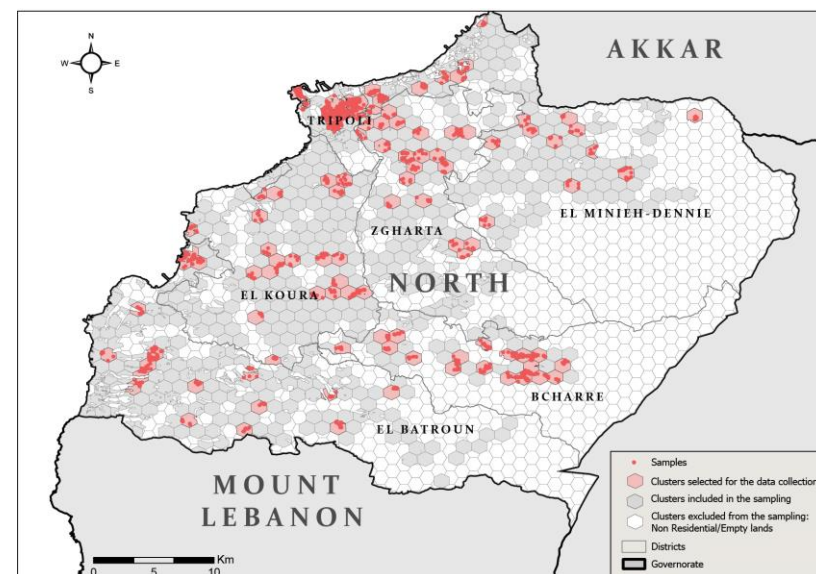 N
W E
S
AKKAR
TRIPOLI
ZGHARTA
EL MINIEH-DENNIE
NORTH
EL KOURA
BCHARRE
EL BATROUN
MOUNT
LEBANON
Samples
Clusters selected for the data collection
Clusters included in the sampling
Clusters excluded from the sampling:
Non Residential/Empty lands
Districts
Governorate
Km
0 5 10